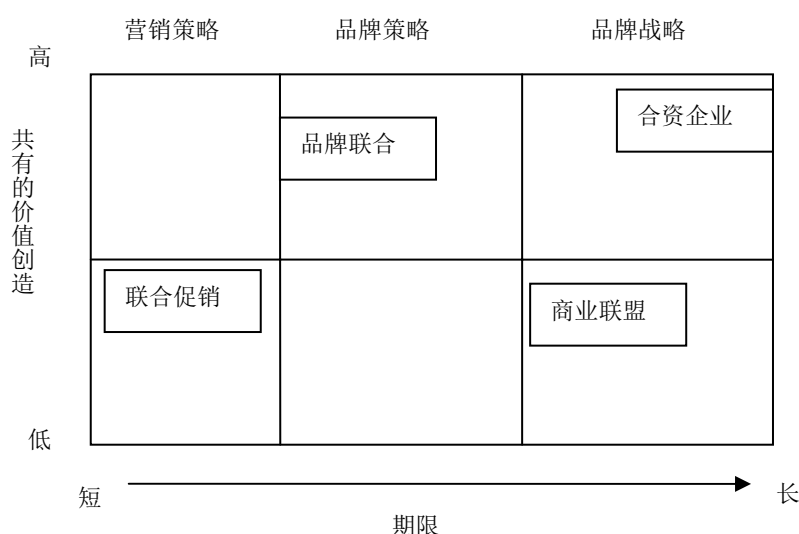 营销策略 品牌策略 品牌战略
高
合资企业
品牌联合
共有的价值创造
联合促销
商业联盟
低
短 长
期限